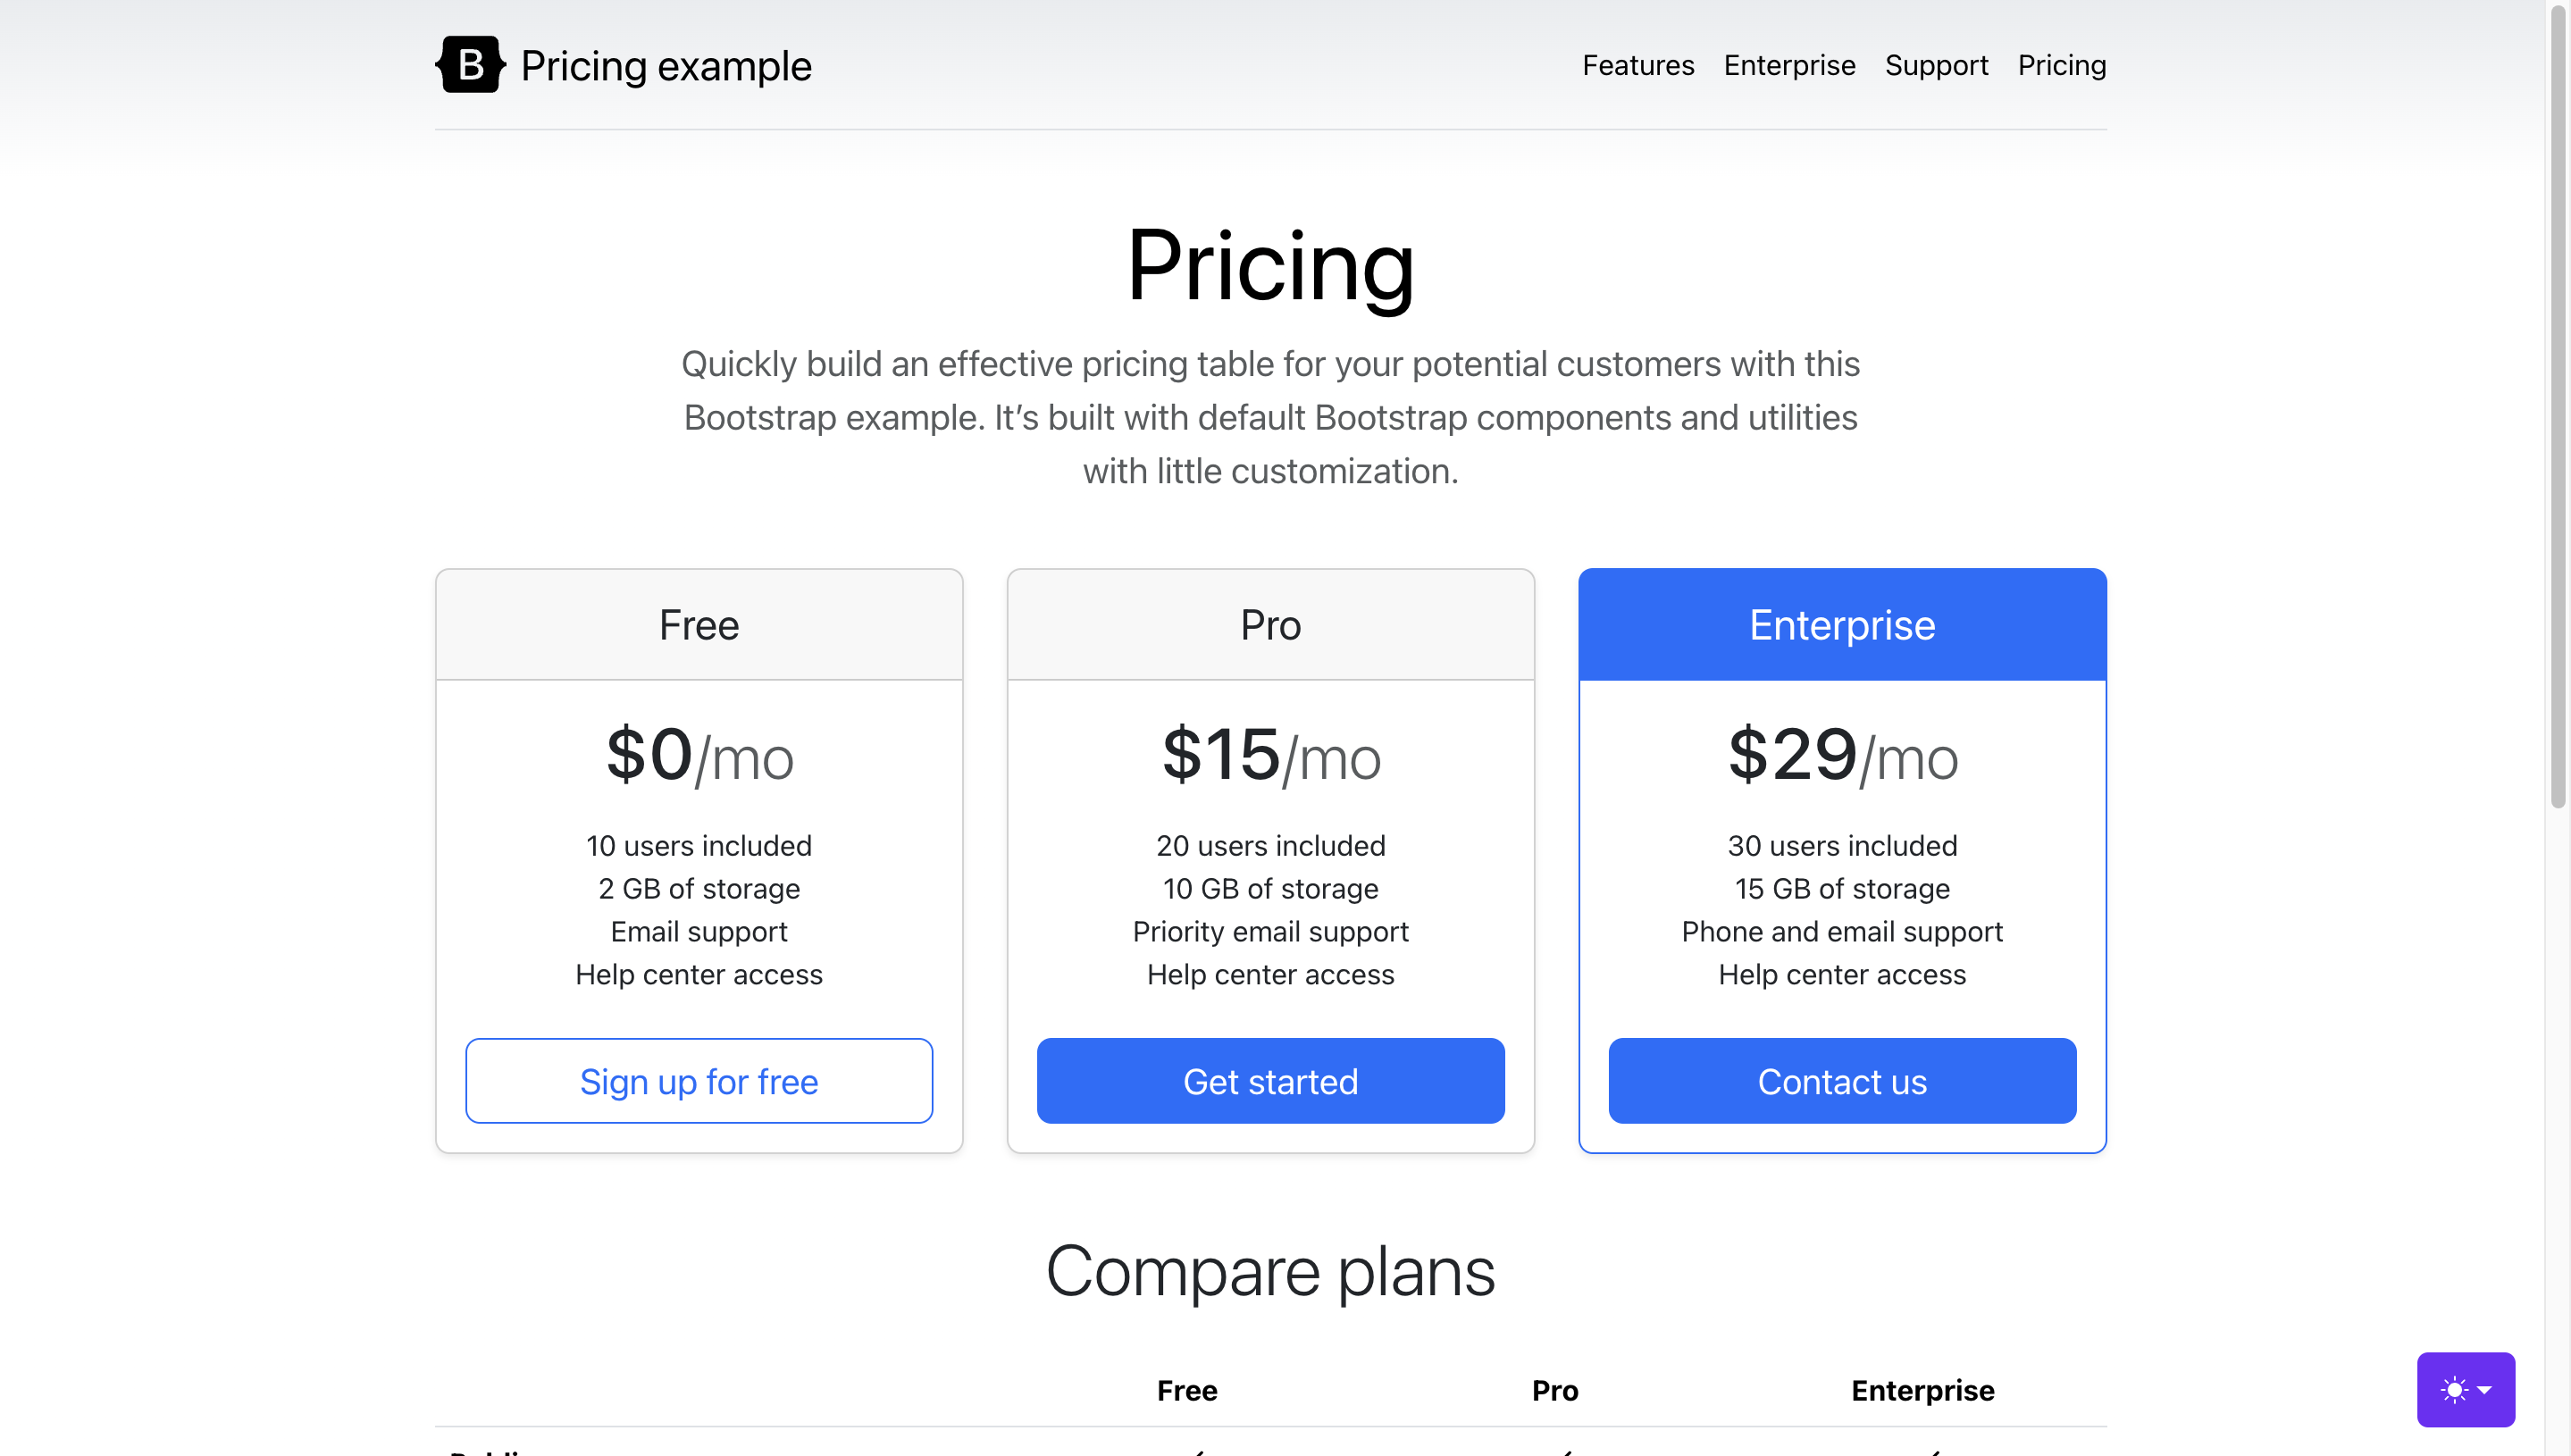 B Pricing example
Features Enterprise Support Pricing
Pricing
Quickly build an effective pricing table for your potential customers with this
Bootstrap example. It’s built with default Bootstrap components and utilities
with little customization.
Free
$0/mo
10 users included
2 GB of storage
Email support
Help center access
Sign up for free
Pro
$15/mo
20 users included
10 GB of storage
Priority email support
Help center access
Get started
Enterprise
$29/mo
30 users included
15 GB of storage
Phone and email support
Help center access
Contact us
Compare plans
Free Pro Enterprise